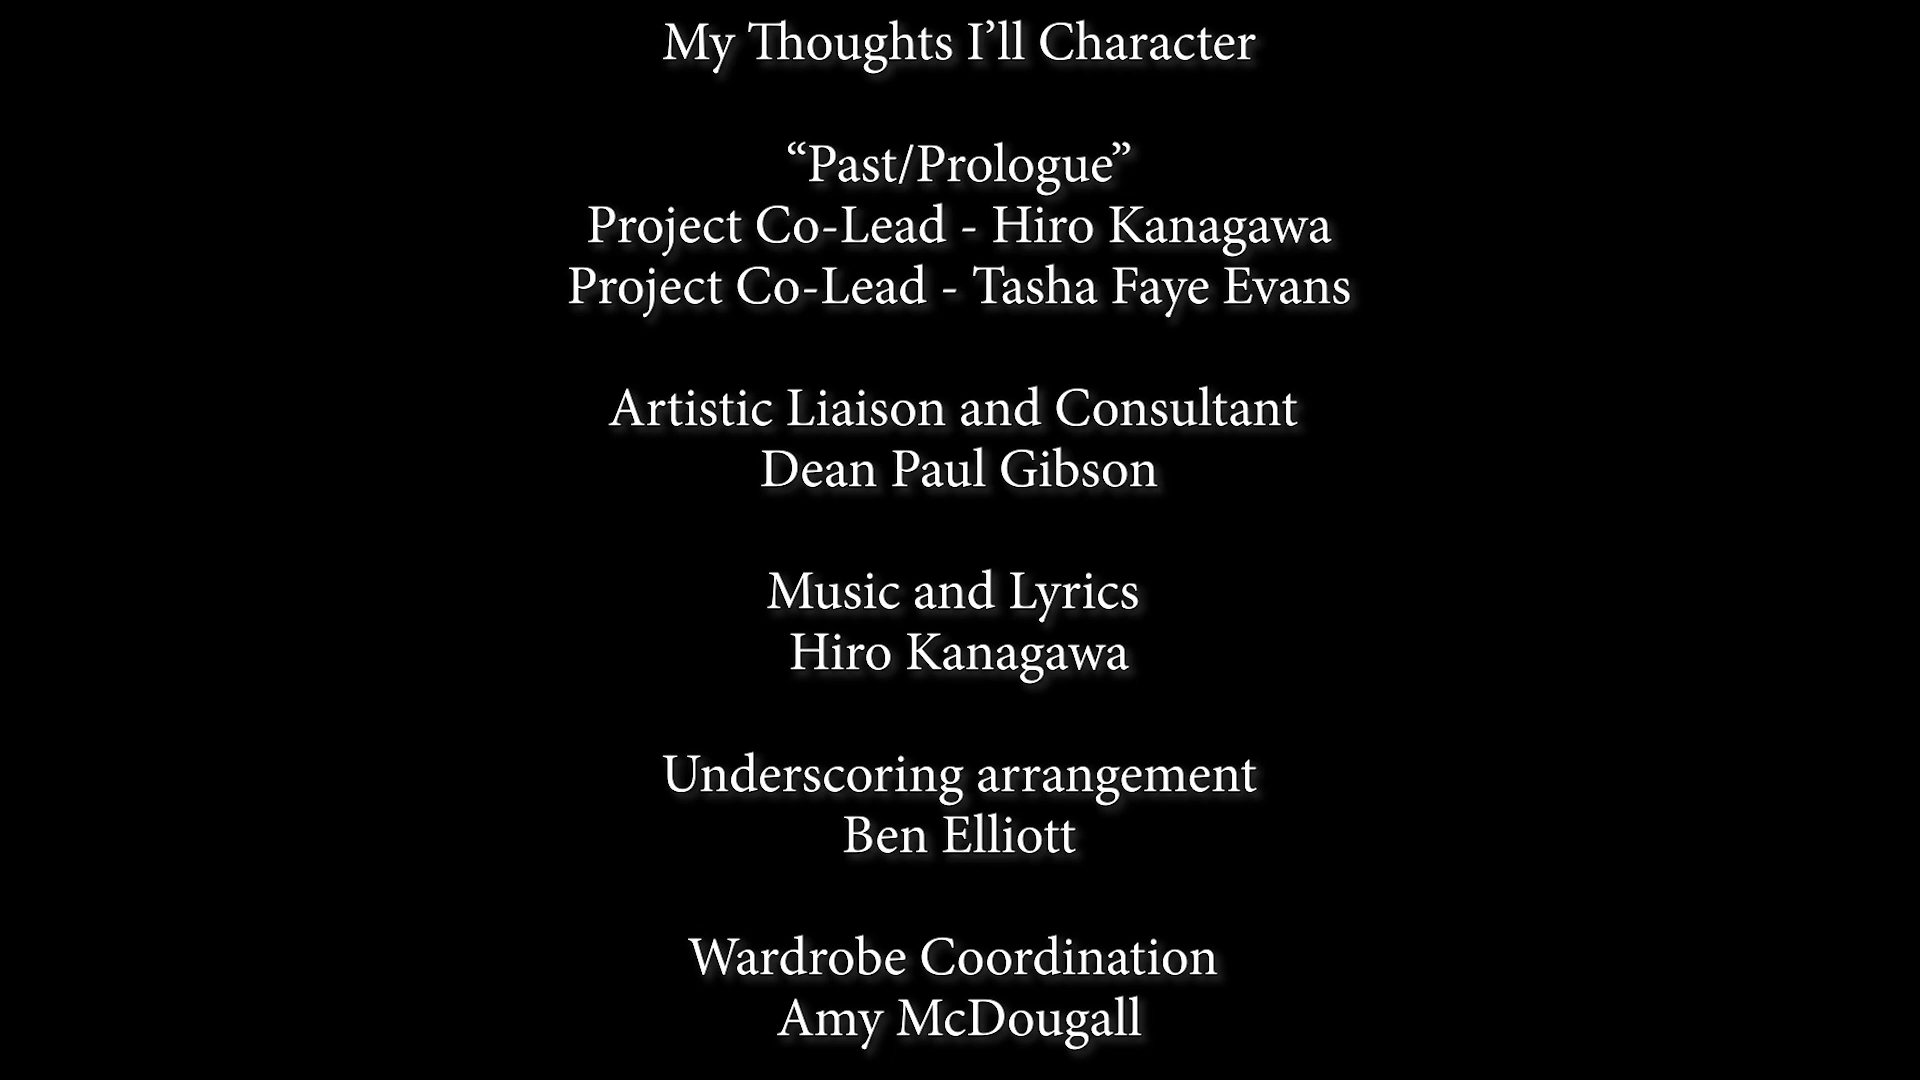 My Thoughts I’ll Character
“Past/Prologue”
Project Co-Lead - Hiro Kanagawa
Project Co-Lead - Tasha Faye Evans
Artistic Liaison and Consultant
Dean Paul Gibson
Music and Lyrics
Hiro Kanagawa
Underscoring arrangement
Ben Elliott
Wardrobe Coordination
Amy McDougall